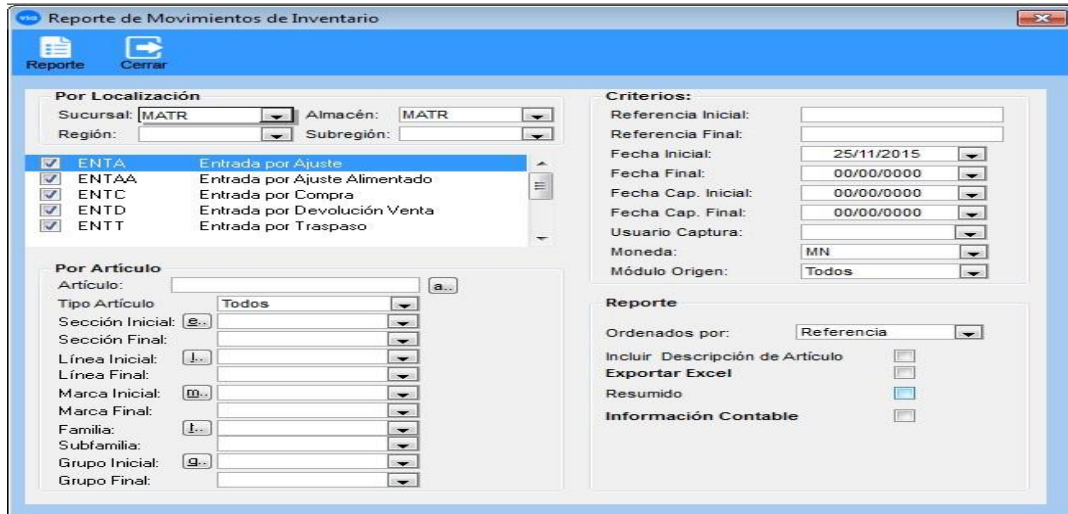 Reporte de Movimientos de Inventario
Reporte Cerrar
Por Localización
Sucursal: MATR Almacén: MATR
Región: Subregión:
ENTA Entrada por Ajuste
ENTAA Entrada por Ajuste Alimentado
ENTC Entrada por Compra
ENTD Entrada por Devolución Venta
ENTT Entrada por Traspaso
Por Artículo
Artículo: a..
Tipo Artículo Todos
Sección Inicial: e..
Sección Final:
Línea Inicial: l..
Línea Final:
Marca Inicial: m..
Marca Final:
Familia:
Subfamilia:
Grupo Inicial: g..
Grupo Final:
Criterios:
Referencia Inicial:
Referencia Final:
Fecha Inicial: 25/11/2015
Fecha Final: 00/00/0000
Fecha Cap. Inicial: 00/00/0000
Fecha Cap. Final: 00/00/0000
Usuario Captura:
Moneda: MN
Módulo Origen: Todos
Reporte
Ordenados por: Referencia
Incluir Descripción de Artículo
Exportar Excel
Resumido
Información Contable